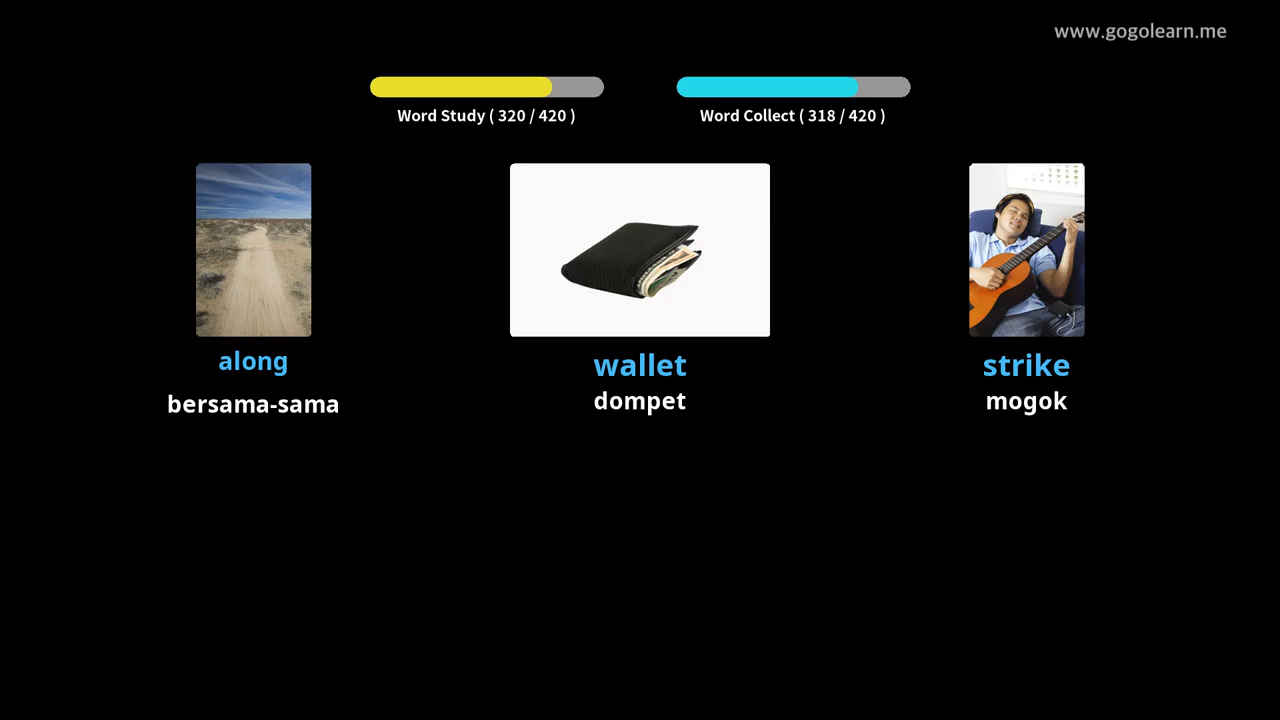 www.gogolearn.me
Word Study ( 320 / 420 )
Word Collect ( 318 / 420 )
along
bersama-sama
wallet
dompet
strike
mogok